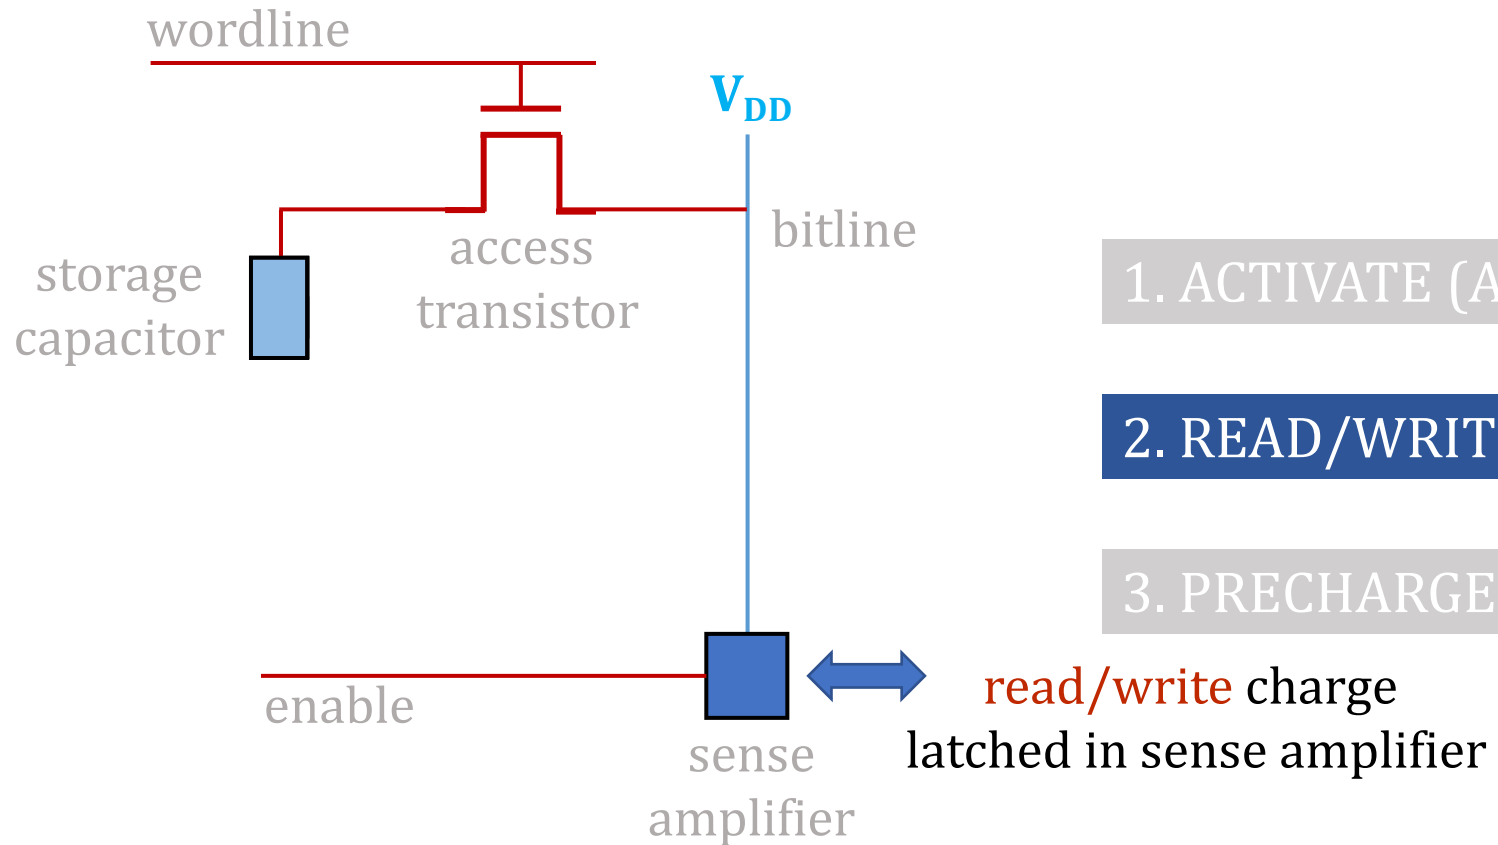 wordline
V_DD
bitline
access
transistor
storage
capacitor
1. ACTIVATE (A
2. READ/WRIT
3. PRECHARGE
enable
read/write charge
latched in sense amplifier
sense
amplifier